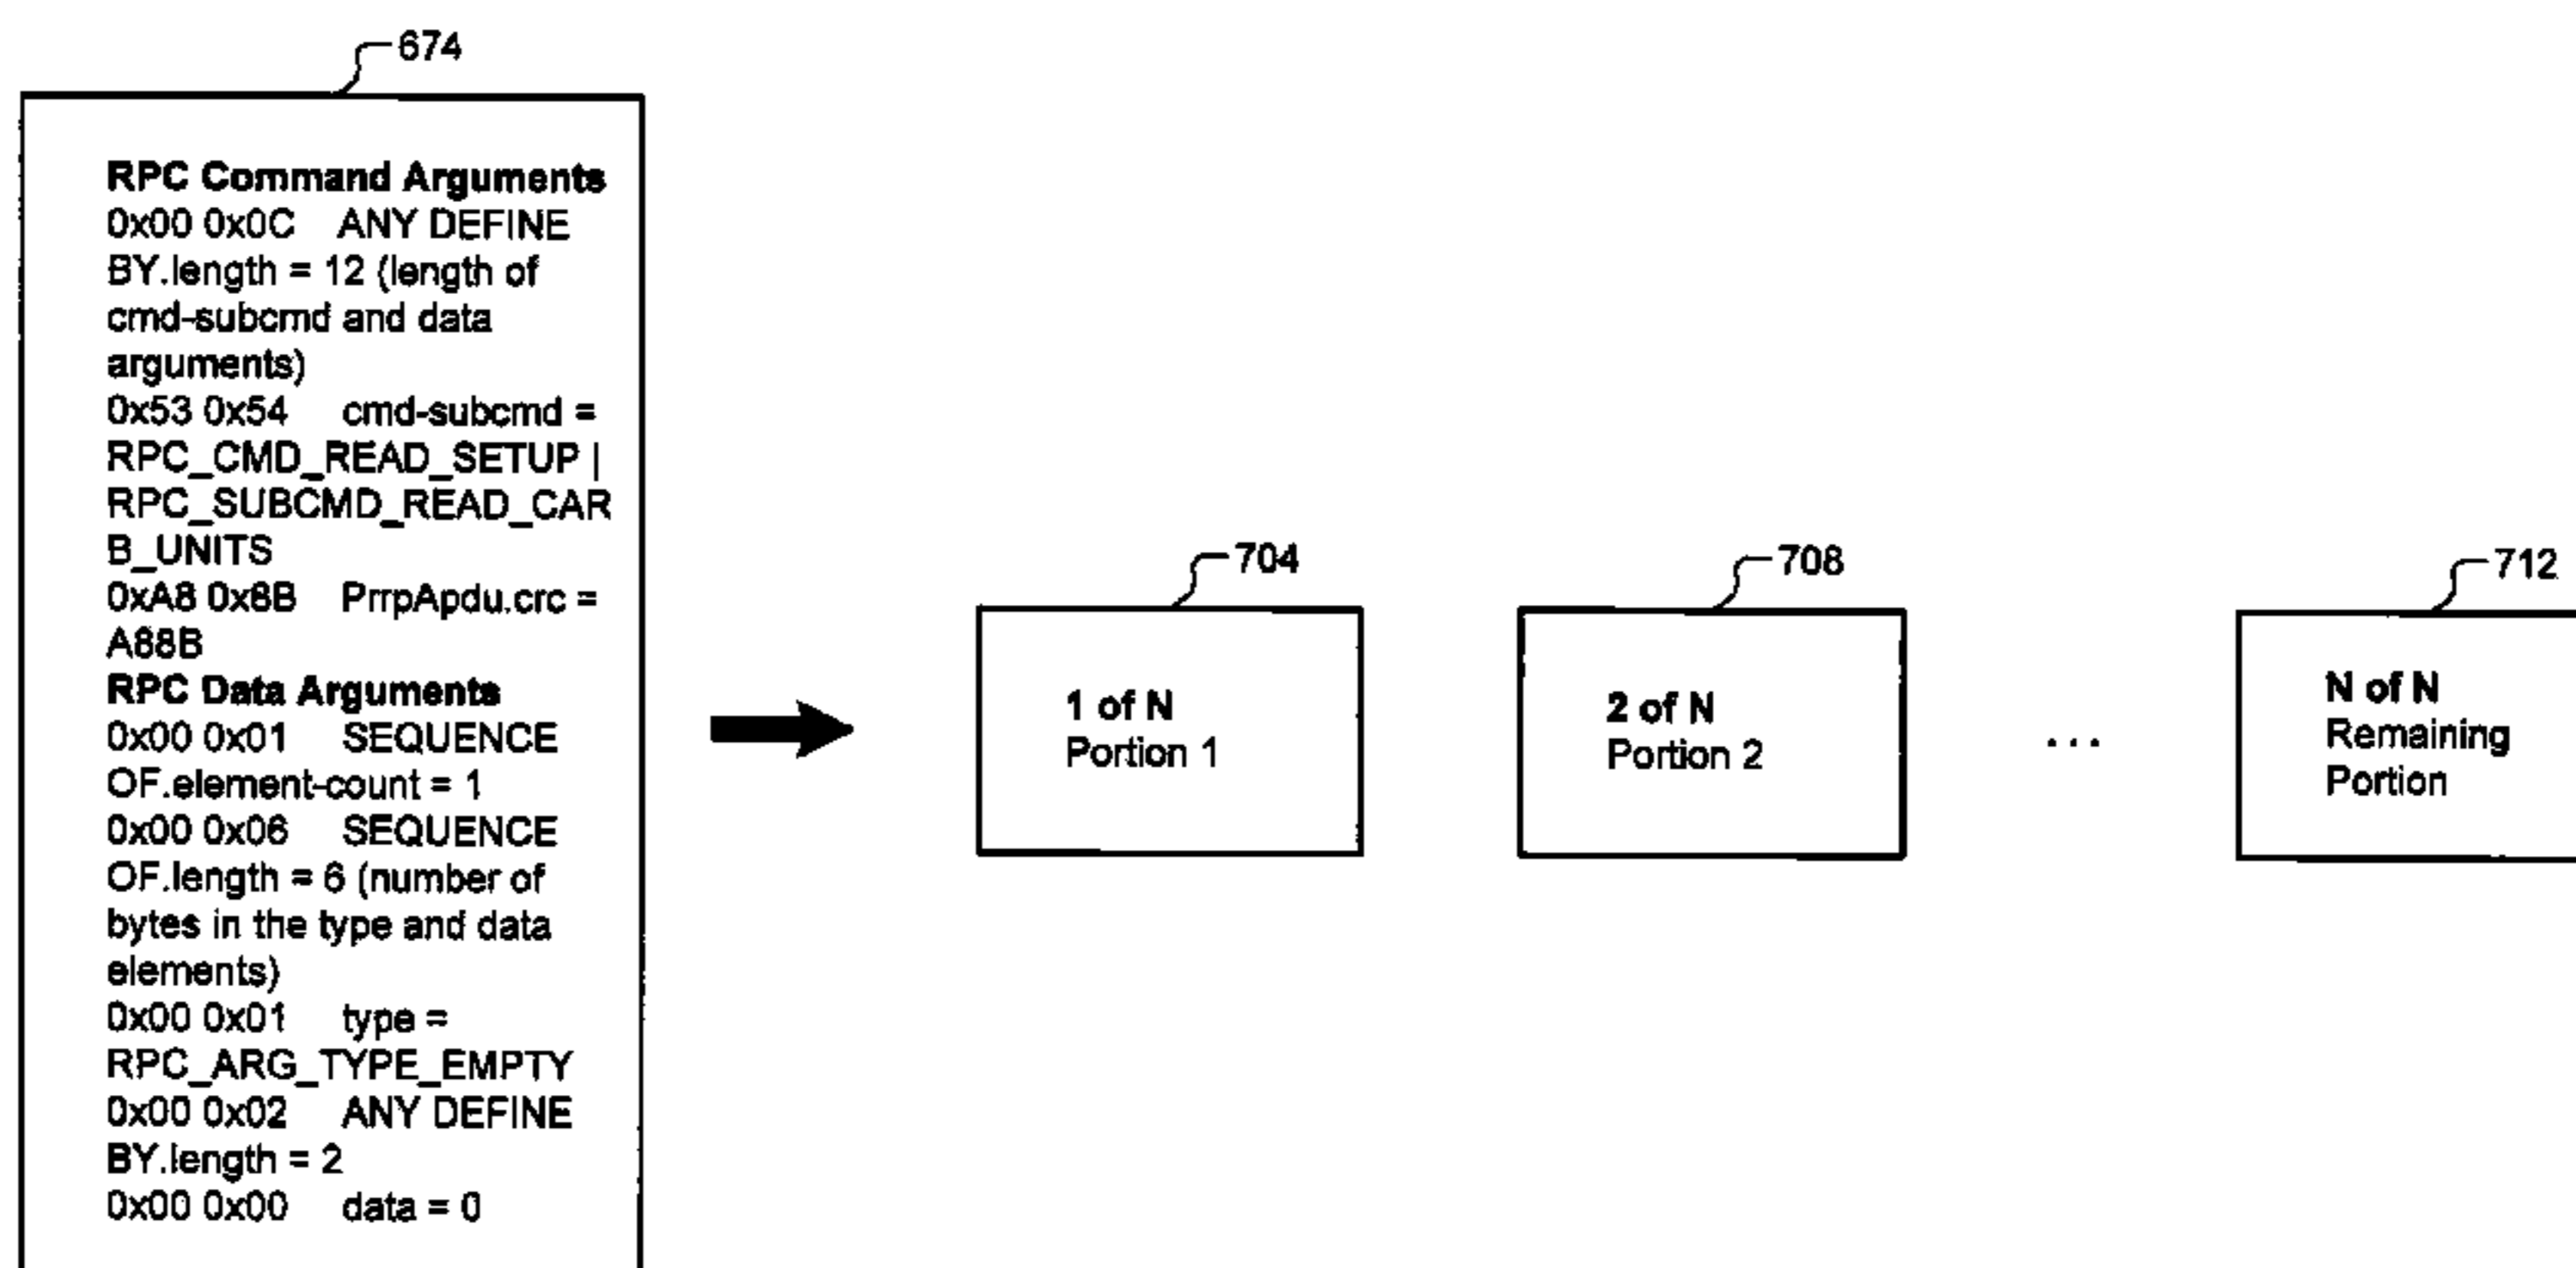 674
RPC Command Arguments
0x00 0x0C ANY DEFINE
BY.length = 12 (length of
cmd-subcmd and data
arguments)
0x53 0x54 cmd-subcmd =
RPC_CMD_READ_SETUP |
RPC_SUBCMD_READ_CAR
B_UNITS
0xA8 0x8B PrrpApdu.crc =
A88B
RPC Data Arguments
0x00 0x01 SEQUENCE
OF.element-count = 1
0x00 0x06 SEQUENCE
OF.length = 6 (number of
bytes in the type and data
elements)
0x00 0x01 type =
RPC_ARG_TYPE_EMPTY
0x00 0x02 ANY DEFINE
BY.length = 2
0x00 0x00 data = 0
704
1 of N
Portion 1
708
2 of N
Portion 2
...
712
N of N
Remaining
Portion